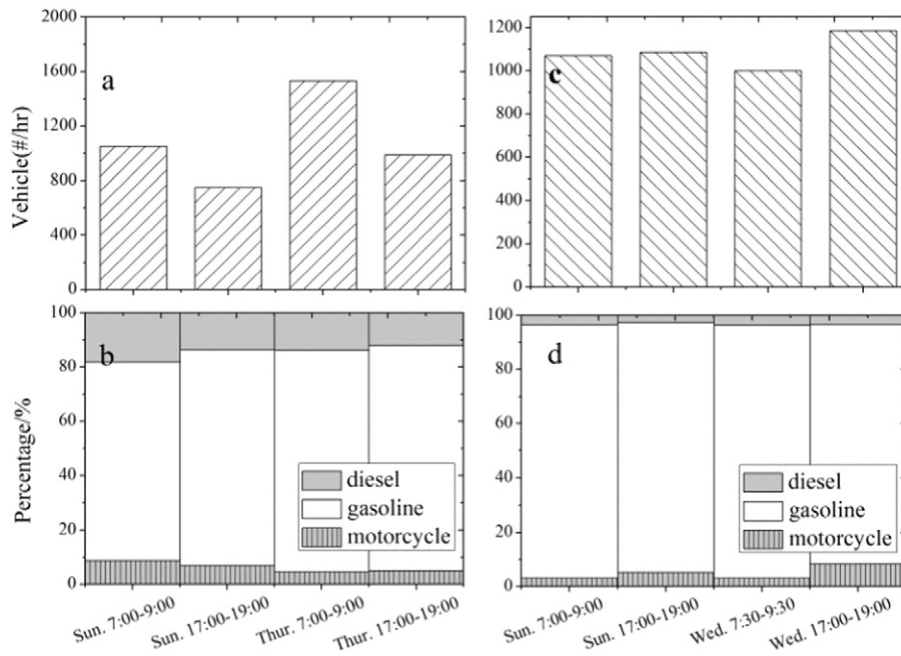 2000
1600
1200
800
400
0
Vehicle(#/hr)
a
1200
1000
800
600
400
200
0
c
100
80
60
40
20
0
Percentage/%
b
diesel
gasoline
motorcycle
Sun. 7:00-9:00
Sun. 17:00-19:00
Thur. 7:00-9:00
Thur. 17:00-19:00
100
80
60
40
20
0
d
diesel
gasoline
motorcycle
Sun. 7:00-9:00
Sun. 17:00-19:00
Wed. 7:30-9:30
Wed. 17:00-19:00